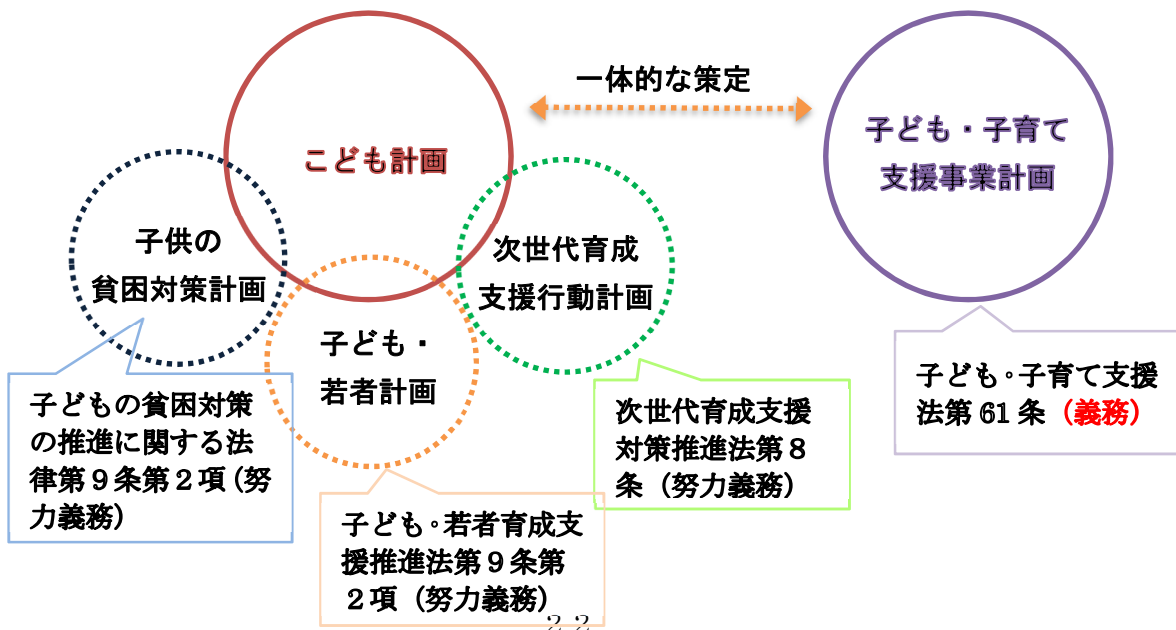 一体的な策定
こども計画
子ども・子育て
支援事業計画
子供の
貧困対策計画
次世代育成
支援行動計画
子ども・
若者計画
子どもの貧困対策
の推進に関する法
律第９条第２項(努
力義務)
子ども・若者育成支
援推進法第９条第
２項（努力義務）
次世代育成支援
対策推進法第８
条（努力義務）
子ども・子育て支援
法第 61 条（義務）
22